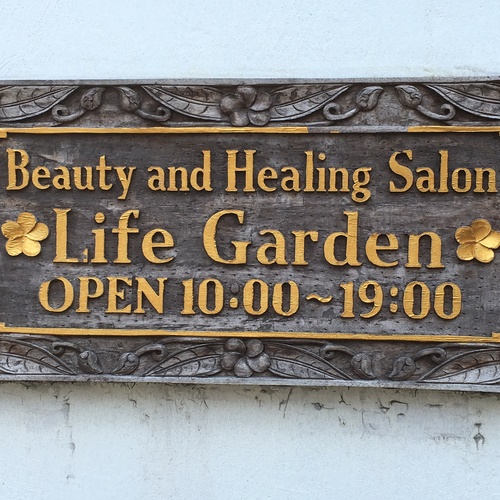 Beauty and Healing Salon
Life Garden
OPEN 10:00~19:00